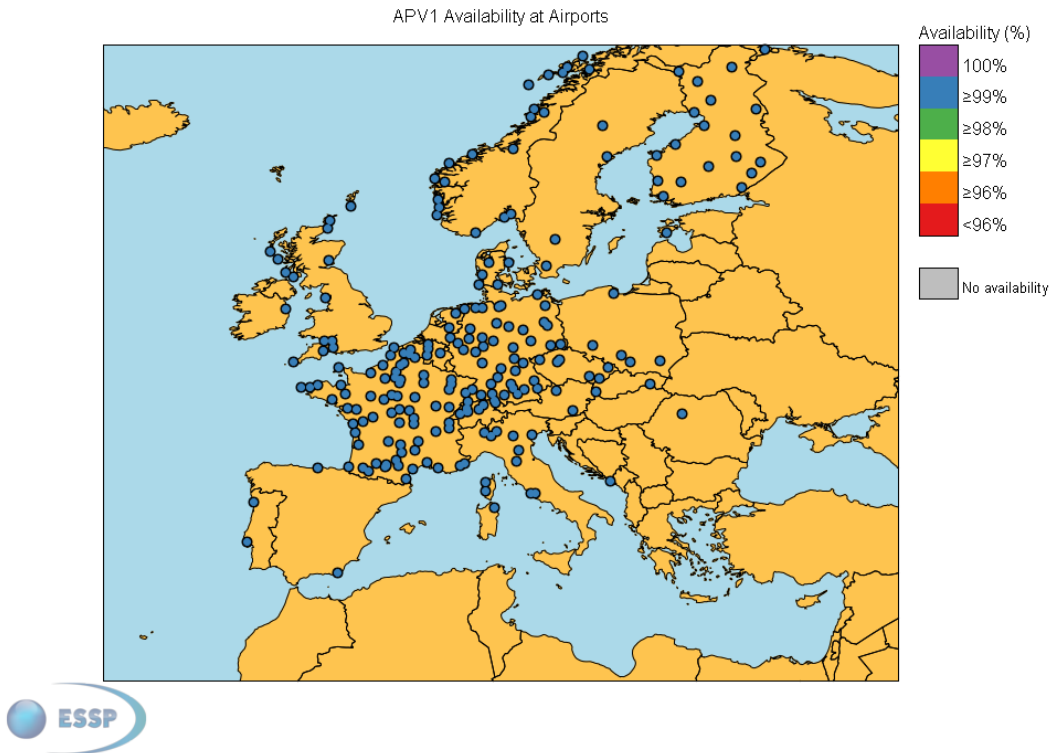 APV1 Availability at Airports
Availability (%)
100%
≥99%
≥98%
≥97%
≥96%
<96%
No availability
ESSP